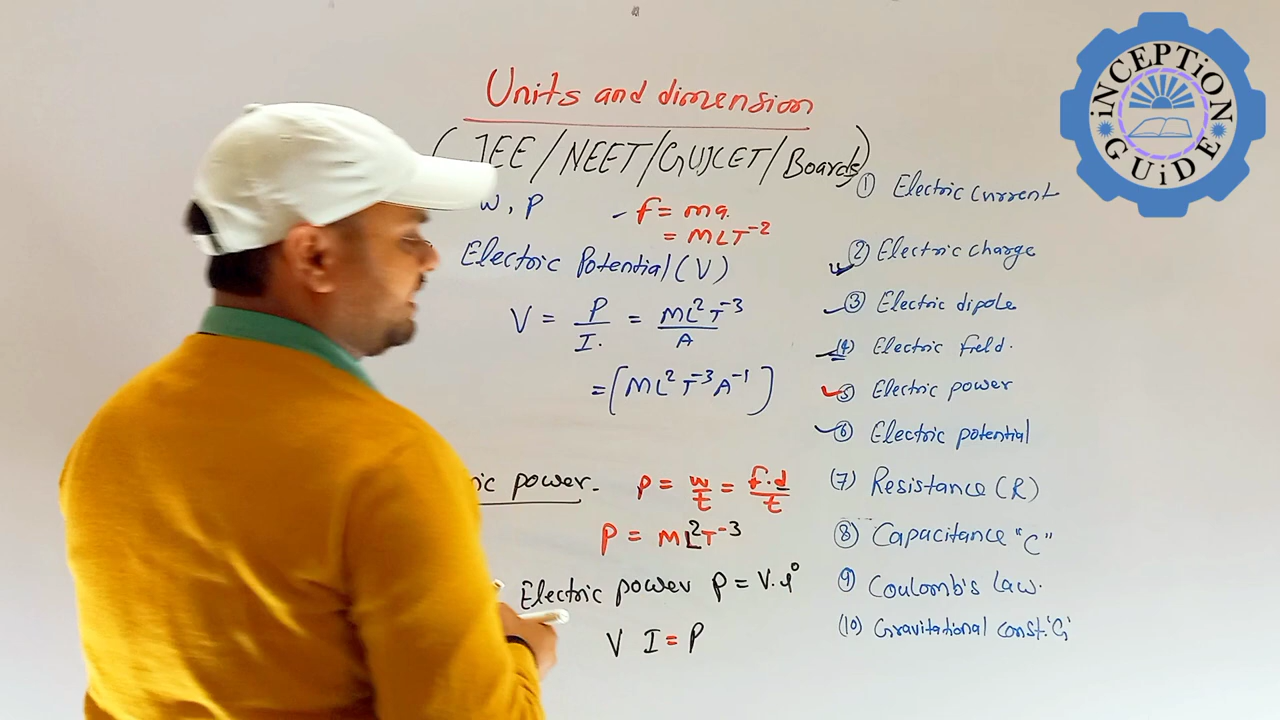 Units and dimension
(JEE/NEET/GUJCET/Boards)
W, P
- f = ma.
= MLT⁻²
Electric Potential (V)
V = P/I. = ML²T⁻³/A
= [ML²T⁻³A⁻¹]
ric power. P = w/t = f.d/t
P = ML²T⁻³
Electric power P = V.i
V I = P
① Electric current
② Electric charge
③ Electric dipole
(4) Electric field.
⑤ Electric power
⑥ Electric potential
(7) Resistance (R)
⑧ Capacitance "C"
⑨ Coulomb's Law.
(10) Gravitational const. 'G'
iNCEPTiON
GUiDE